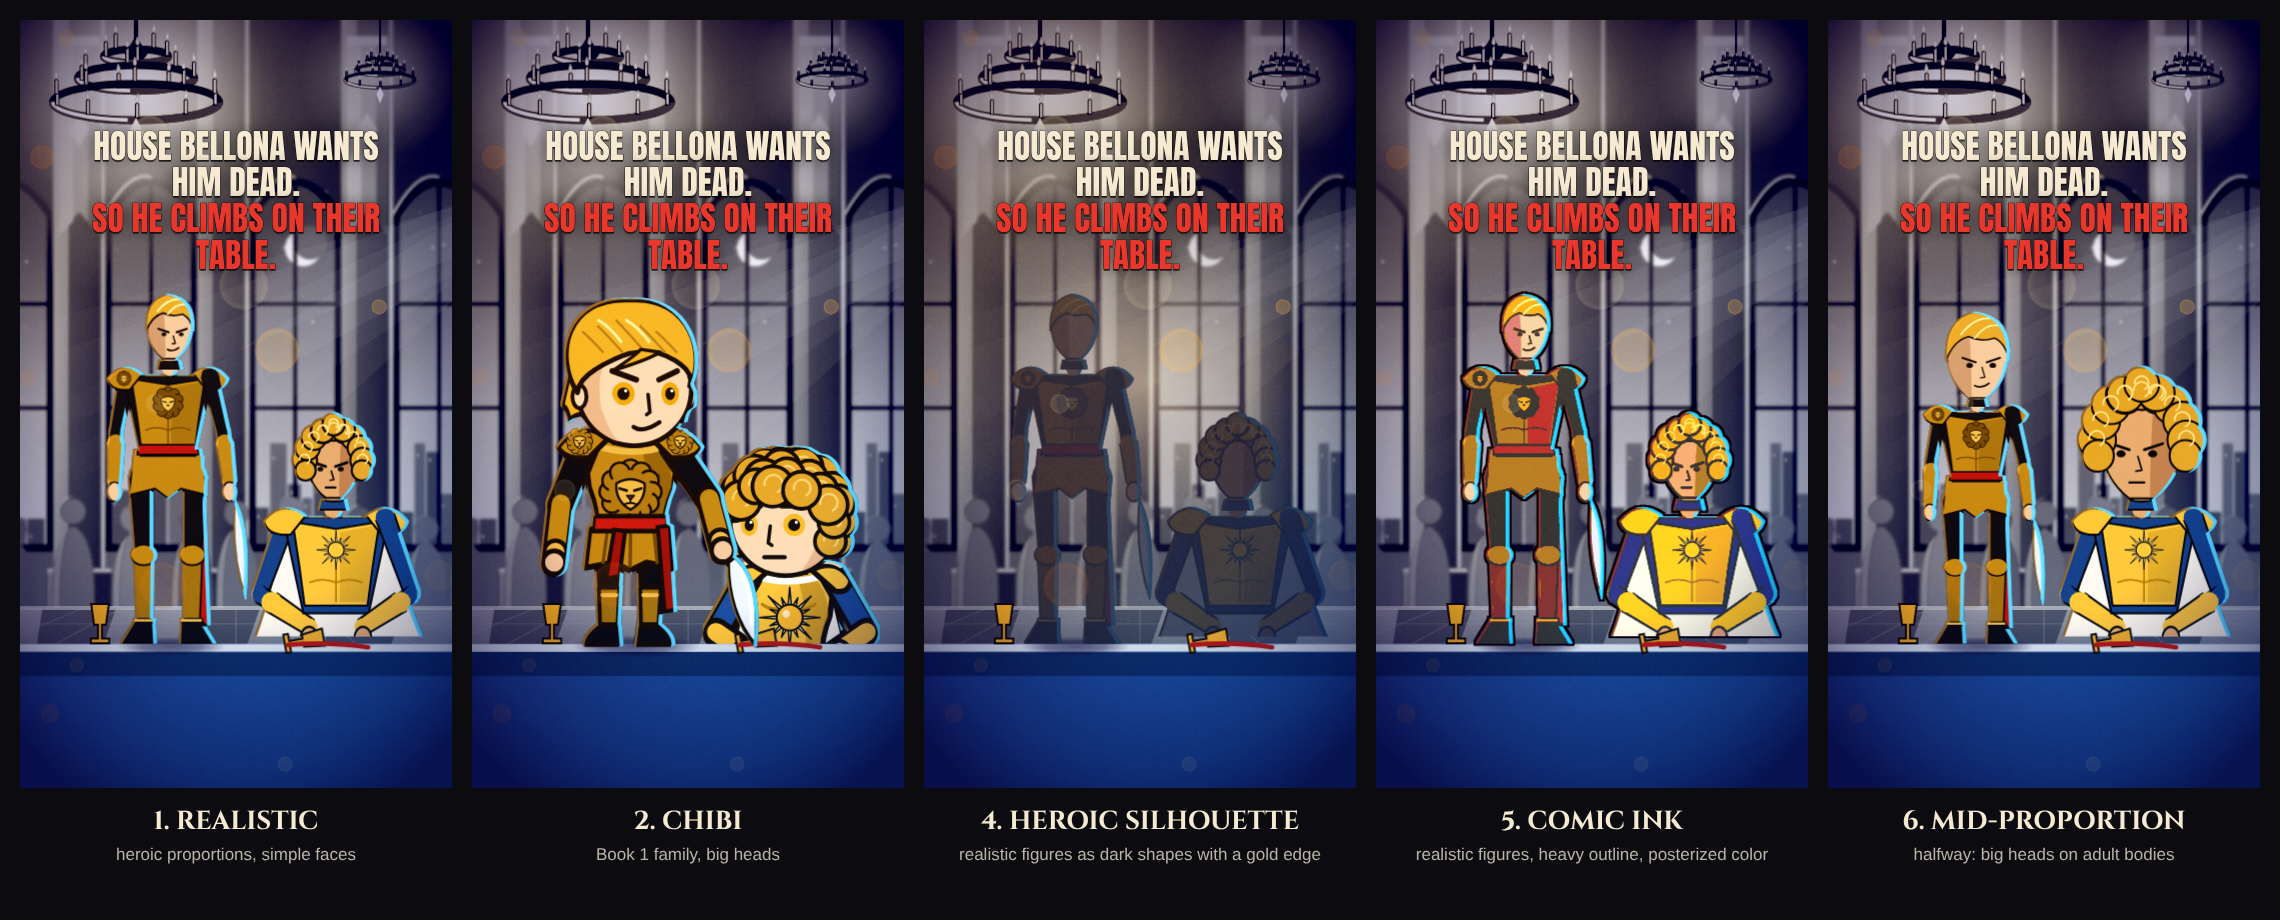 HOUSE BELLONA WANTS
HIM DEAD.
SO HE CLIMBS ON THEIR
TABLE.
1. REALISTIC
heroic proportions, simple faces
HOUSE BELLONA WANTS
HIM DEAD.
SO HE CLIMBS ON THEIR
TABLE.
2. CHIBI
Book 1 family, big heads
HOUSE BELLONA WANTS
HIM DEAD.
SO HE CLIMBS ON THEIR
TABLE.
4. HEROIC SILHOUETTE
realistic figures as dark shapes with a gold edge
HOUSE BELLONA WANTS
HIM DEAD.
SO HE CLIMBS ON THEIR
TABLE.
5. COMIC INK
realistic figures, heavy outline, posterized color
HOUSE BELLONA WANTS
HIM DEAD.
SO HE CLIMBS ON THEIR
TABLE.
6. MID-PROPORTION
halfway: big heads on adult bodies